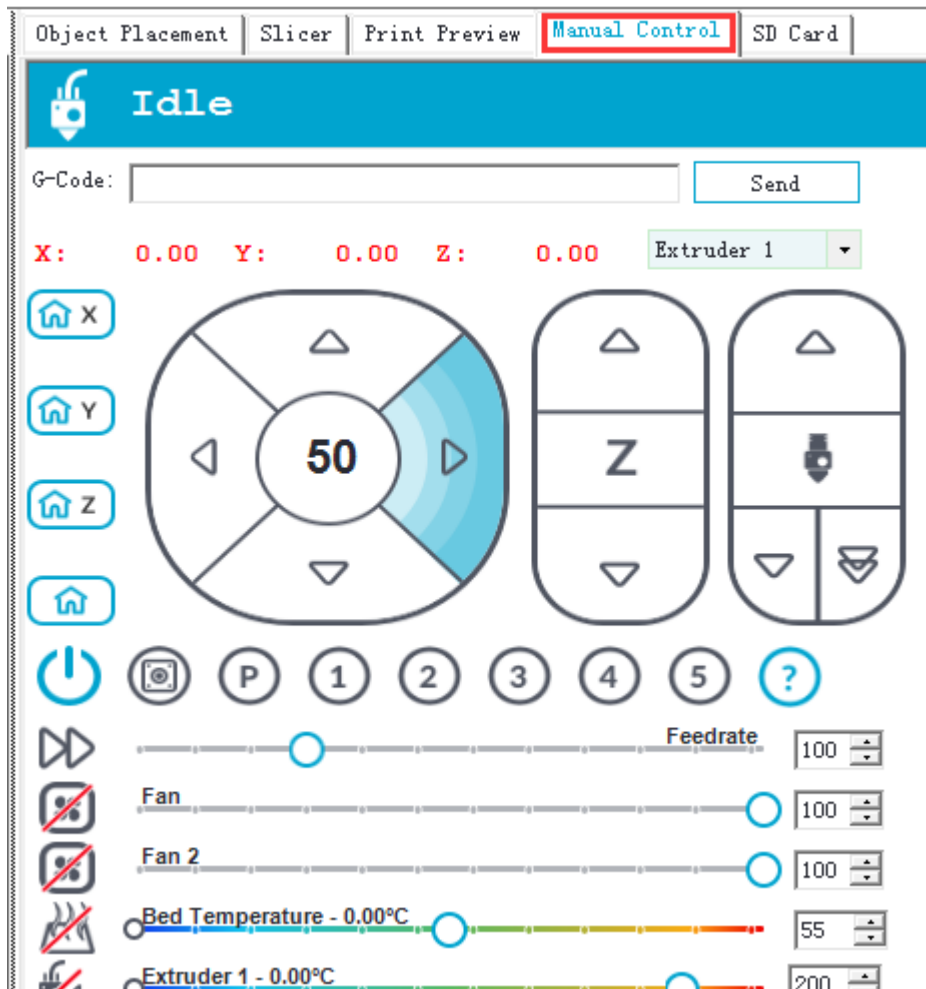 Object Placement Slicer Print Preview Manual Control SD Card
Idle
G-Code: Send
X: 0.00 Y: 0.00 Z: 0.00 Extruder 1
X
Y
50 Z
Z
P 1 2 3 4 5 ?
Feedrate 100
Fan 100
Fan 2 100
Bed Temperature - 0.00°C 55
Extruder 1 - 0.00°C 200